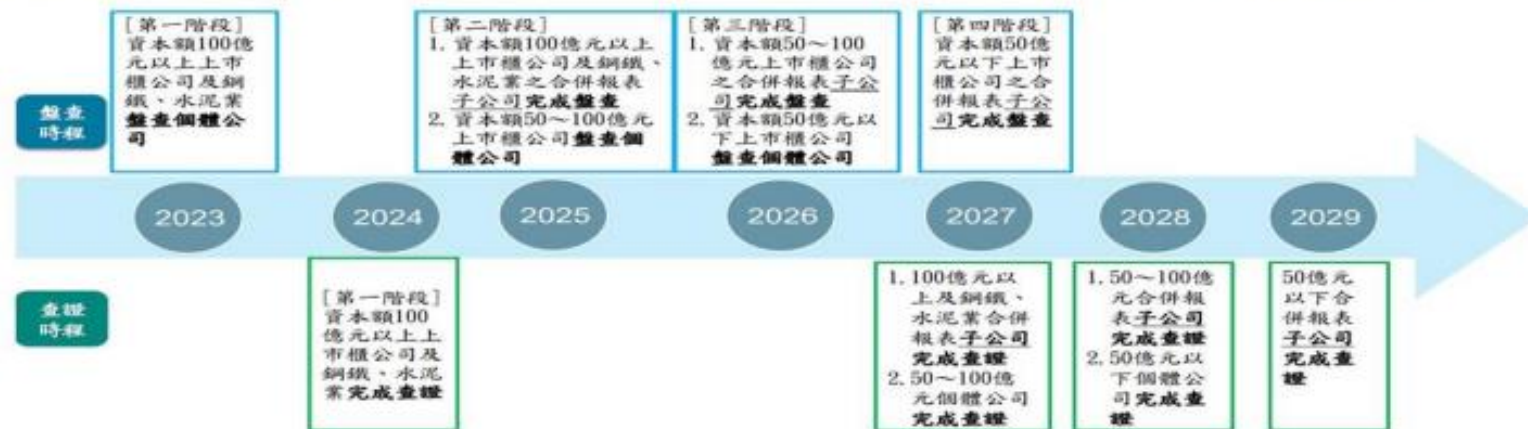 盤查
時程
[第一階段]
資本額100億
元以上上市
櫃公司及鋼
鐵、水泥業
盤查個體公
司
[第二階段]
1. 資本額100億元以上
上市櫃公司及鋼鐵、
水泥業之合併報表
子公司完成盤查
2. 資本額50~100億元
上市櫃公司盤查個
體公司
[第三階段]
1. 資本額50~100
億元上市櫃公司
之合併報表子公
司完成盤查
2. 資本額50億元以
下上市櫃公司
盤查個體公司
[第四階段]
資本額50億
元以下上市
櫃公司之合
併報表子公
司完成盤查
2023
2024
2025
2026
2027
2028
2029
查證
時程
[第一階段]
資本額100
億元以上上
市櫃公司及
鋼鐵、水泥
業完成查證
1. 100億元以
上及鋼鐵、
水泥業合併
報表子公司
完成查證
2. 50~100億
元個體公司
完成查證
1. 50~100億
元合併報
表子公司
完成查證
2. 50億元以
下個體公
司完成查
證
50億元
以下合
併報表
子公司
完成查
證